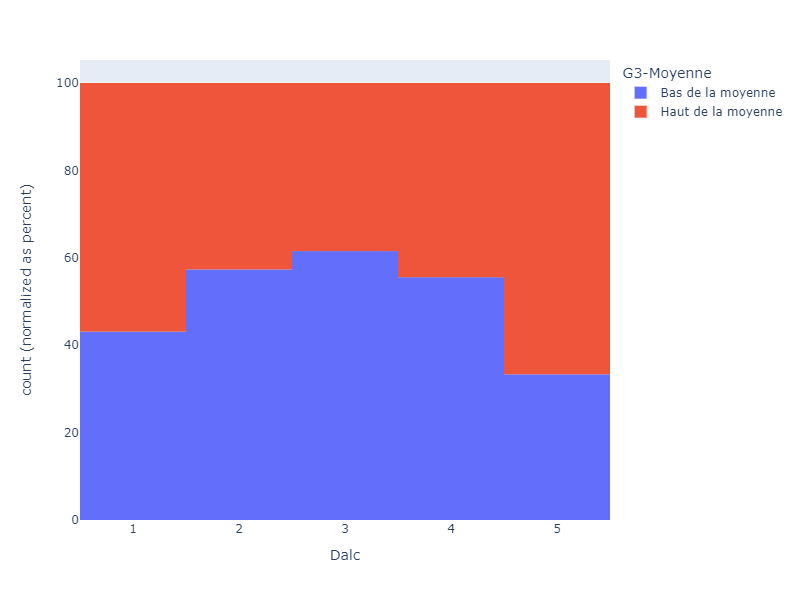 G3-Moyenne
Bas de la moyenne
Haut de la moyenne
count (normalized as percent)
100
80
60
40
20
0
1 2 3 4 5
Dalc